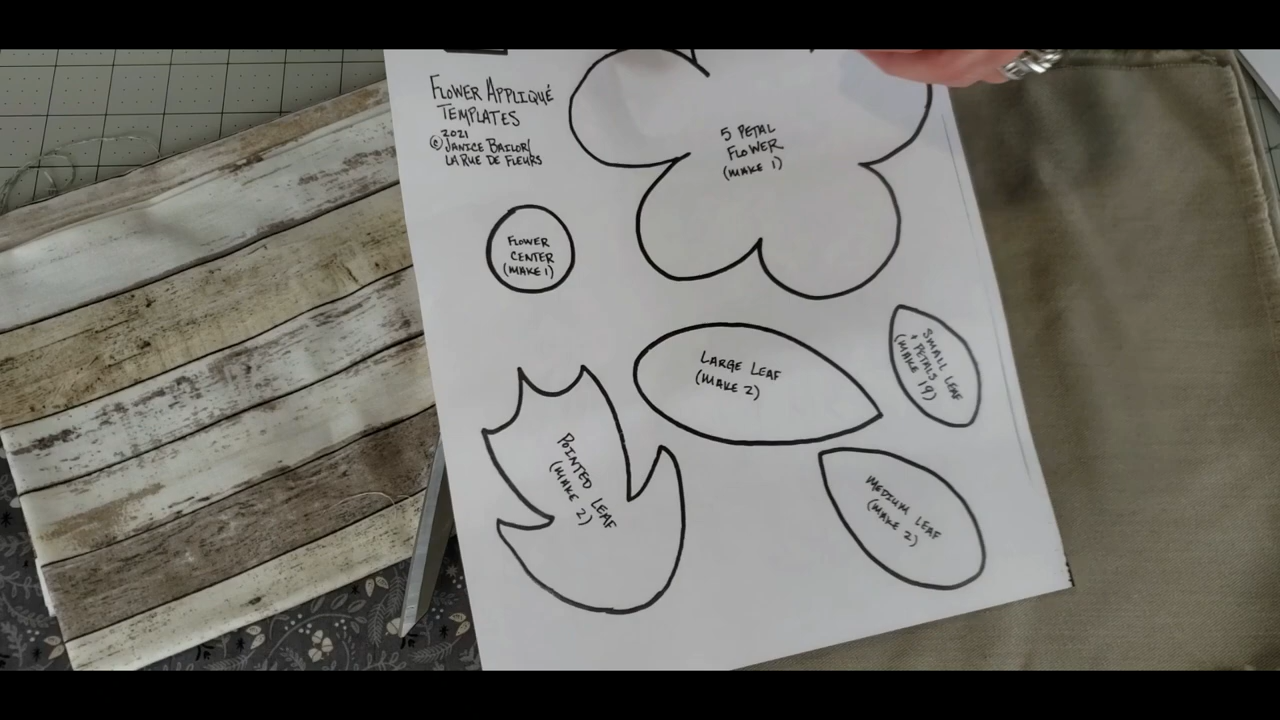 FLOWER APPLIQUÉ
TEMPLATES
2021
© JANICE BAILOR/
LA RUE DE FLEURS
5 PETAL
FLOWER
(MAKE 1)
FLOWER
CENTER
(MAKE 1)
LARGE LEAF
(MAKE 2)
SMALL LEAF
+ PETALS
(MAKE 19)
POINTED LEAF
(MAKE 2)
MEDIUM LEAF
(MAKE 2)